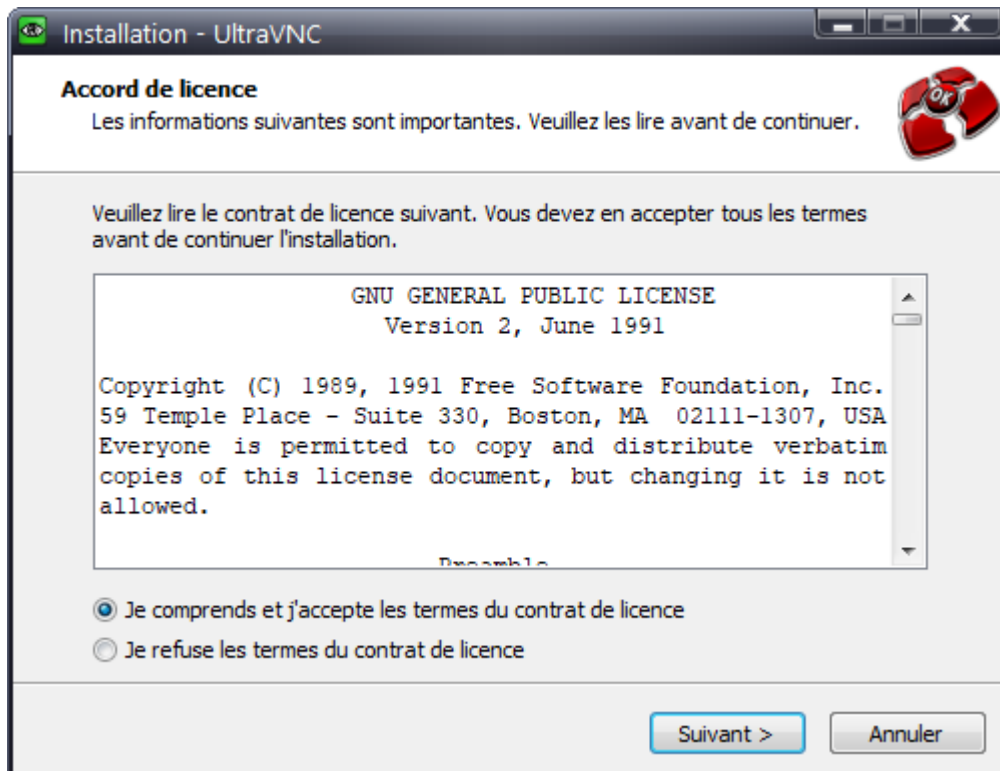 Installation - UltraVNC
Accord de licence
Les informations suivantes sont importantes. Veuillez les lire avant de continuer.
OK
Veuillez lire le contrat de licence suivant. Vous devez en accepter tous les termes
avant de continuer l'installation.
GNU GENERAL PUBLIC LICENSE
Version 2, June 1991
Copyright (C) 1989, 1991 Free Software Foundation, Inc.
59 Temple Place - Suite 330, Boston, MA 02111-1307, USA
Everyone is permitted to copy and distribute verbatim
copies of this license document, but changing it is not
allowed.
Preamble
Je comprends et j'accepte les termes du contrat de licence
Je refuse les termes du contrat de licence
Suivant >
Annuler